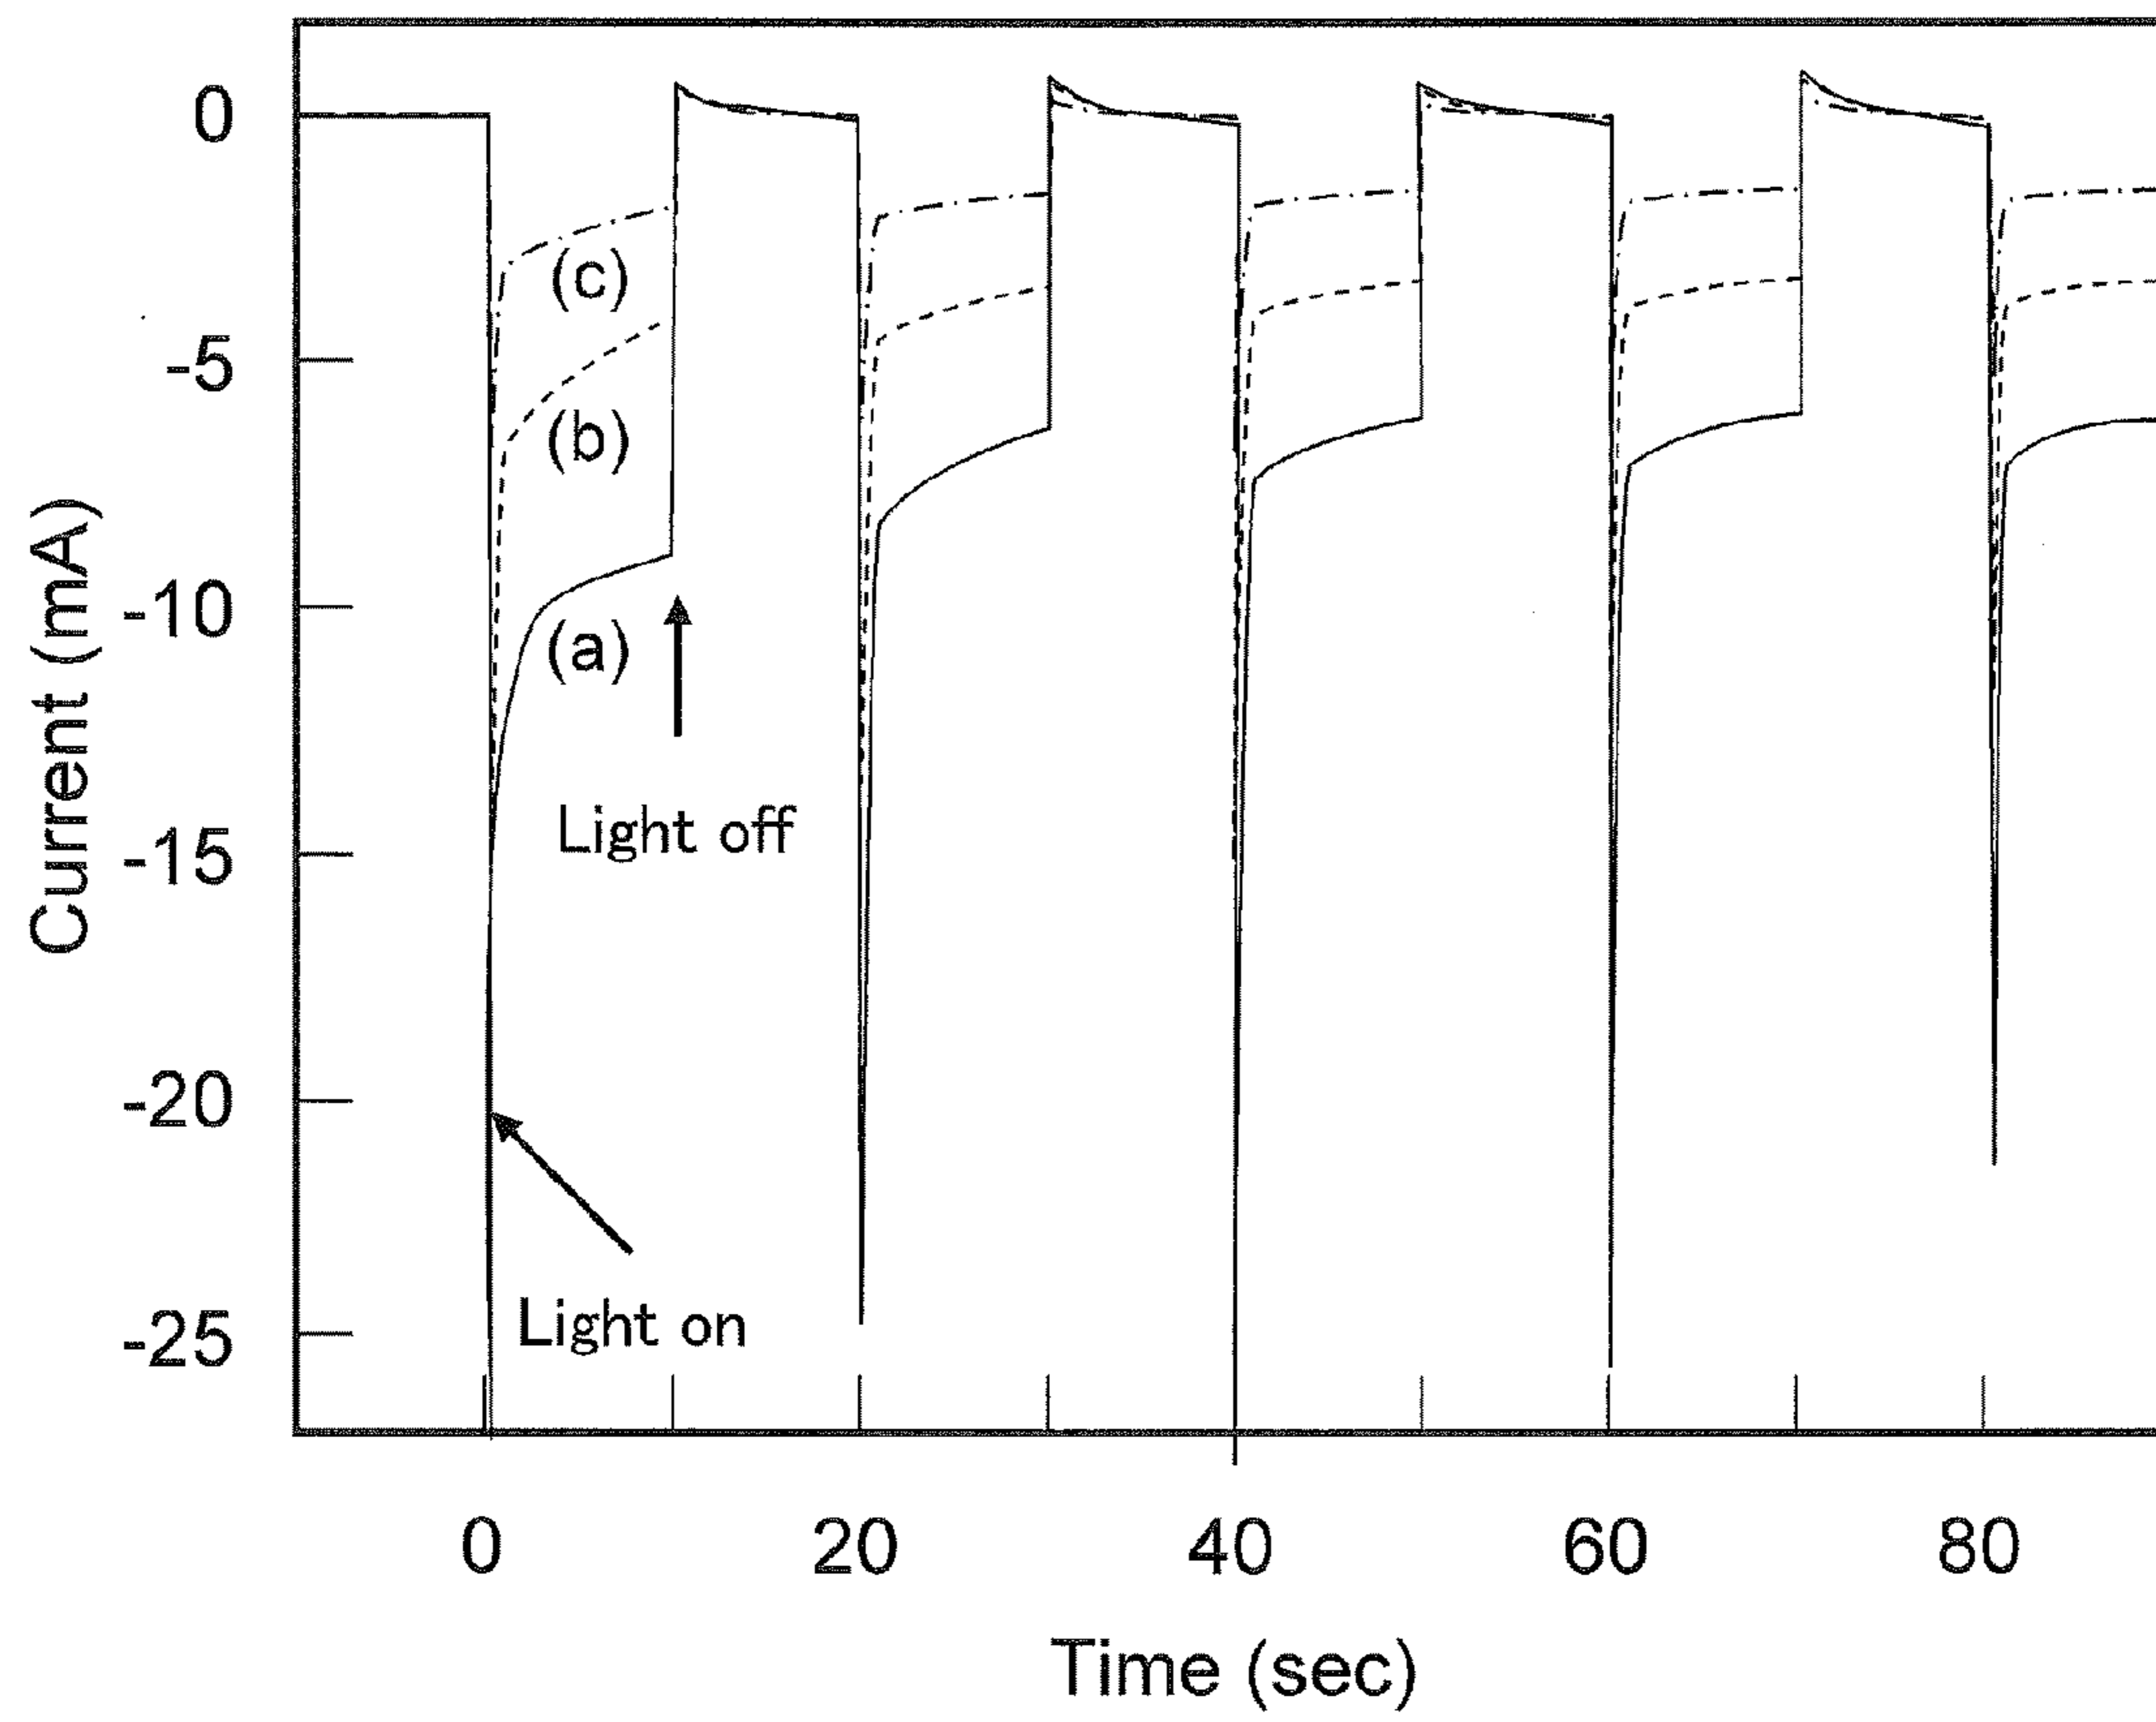 0
-5
-10
-15
-20
-25
Current (mA)
(c)
(b)
(a)
Light off
Light on
0 20 40 60 80
Time (sec)